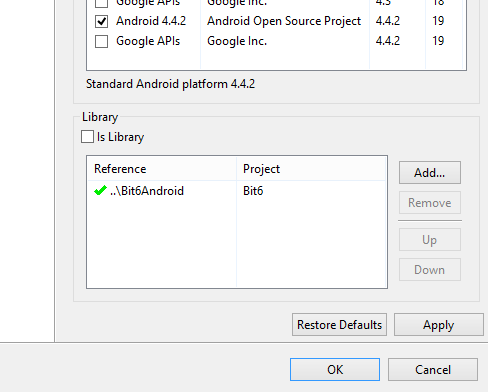 Google APIs Google Inc. 4.3 18
Android 4.4.2 Android Open Source Project 4.4.2 19
Google APIs Google Inc. 4.4.2 19
Standard Android platform 4.4.2
Library
Is Library
Reference Project
..\Bit6Android Bit6
Add...
Remove
Up
Down
Restore Defaults Apply
OK Cancel